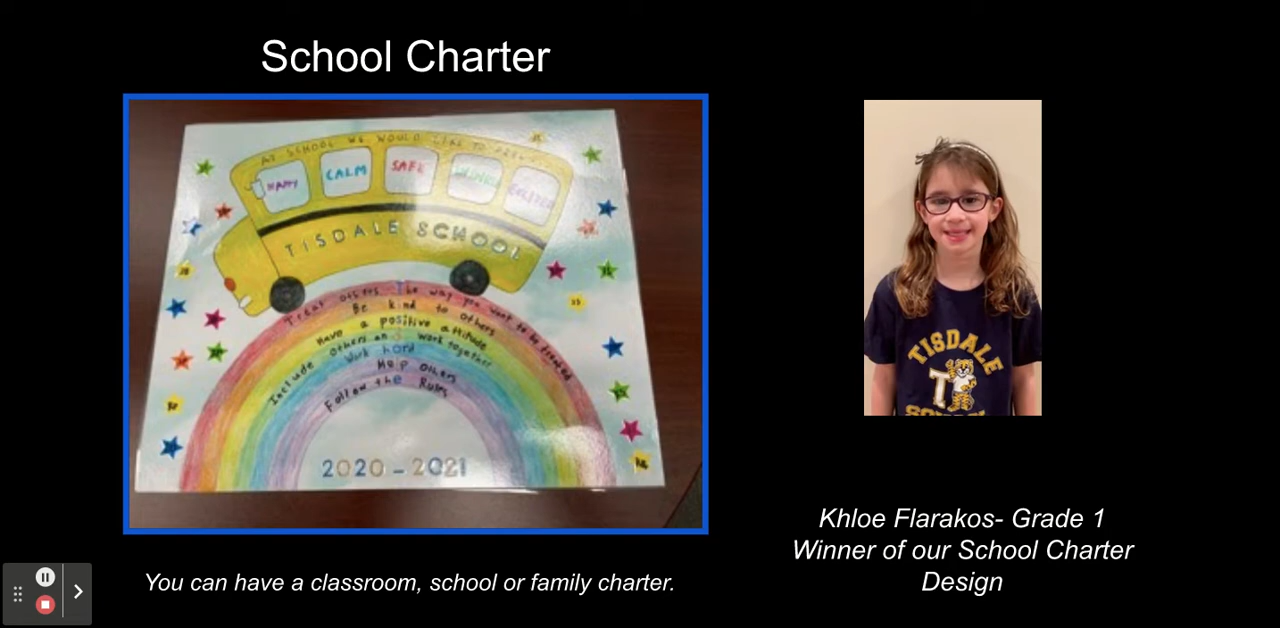 School Charter
AT SCHOOL WE WOULD LIKE TO FEEL....
HAPPY
CALM
SAFE
EXCITED
TISDALE SCHOOL
Treat others The way you want to be treated
Be kind to others
Have a positive attitude
Include others and work together
Work hard
Help others
Follow the Rules
2020-2021
TISDALE
T
SCHOOL
Khloe Flarakos- Grade 1
Winner of our School Charter
Design
You can have a classroom, school or family charter.